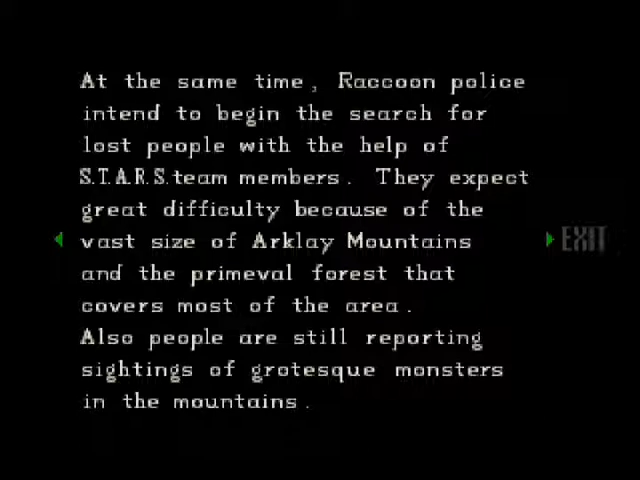 At the same time, Raccoon police
intend to begin the search for
lost people with the help of
S.T.A.R.S.team members. They expect
great difficulty because of the
vast size of Arklay Mountains
EXIT
and the primeval forest that
covers most of the area.
Also people are still reporting
sightings of grotesque monsters
in the mountains.